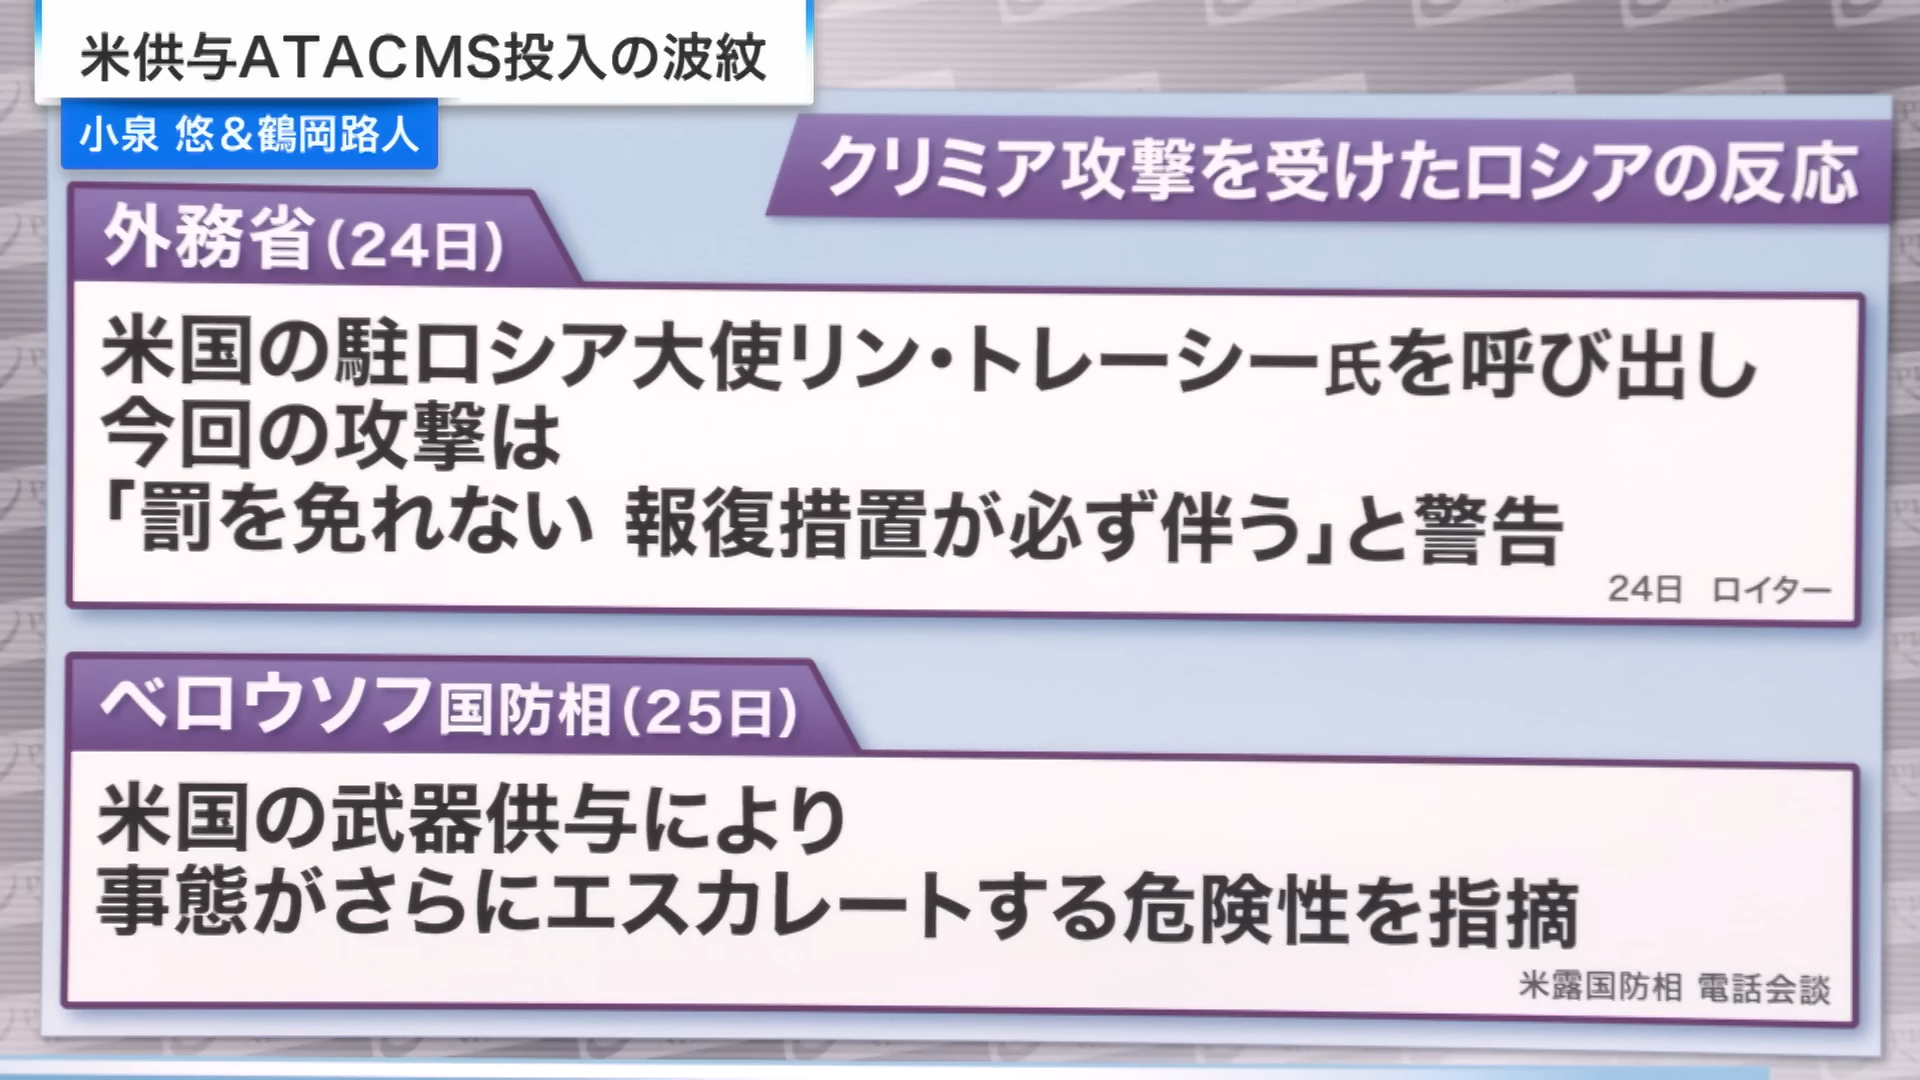 米供与ATACMS投入の波紋
小泉 悠&鶴岡路人
クリミア攻撃を受けたロシアの反応
外務省(24日)
米国の駐ロシア大使リン・トレーシー氏を呼び出し
今回の攻撃は
「罰を免れない 報復措置が必ず伴う」と警告
24日 ロイター
ベロウソフ国防相(25日)
米国の武器供与により
事態がさらにエスカレートする危険性を指摘
米露国防相 電話会談